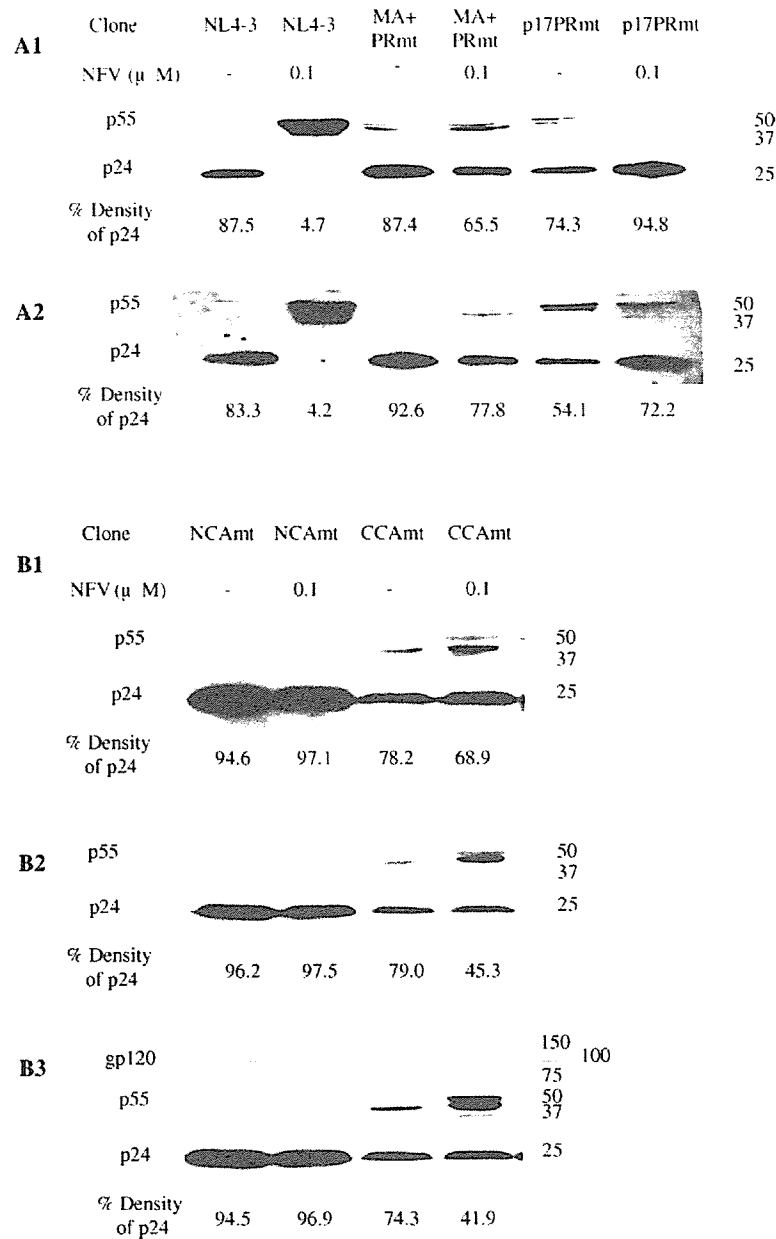 Clone NL4-3 NL4-3 MA+ PRmt MA+ PRmt p17PRmt p17PRmt
A1
NFV (μ M) - 0.1 - 0.1 - 0.1
p55 50
37
p24 25
% Density of p24 87.5 4.7 87.4 65.5 74.3 94.8
A2
p55 50
37
p24 25
% Density of p24 83.3 4.2 92.6 77.8 54.1 72.2
Clone NCAmt NCAmt CCAmt CCAmt
B1
NFV (μ M) - 0.1 - 0.1
p55 50
37
p24 25
% Density of p24 94.6 97.1 78.2 68.9
B2
p55 50
37
p24 25
% Density of p24 96.2 97.5 79.0 45.3
B3
gp120 150
100
75
p55 50
37
p24 25
% Density of p24 94.5 96.9 74.3 41.9